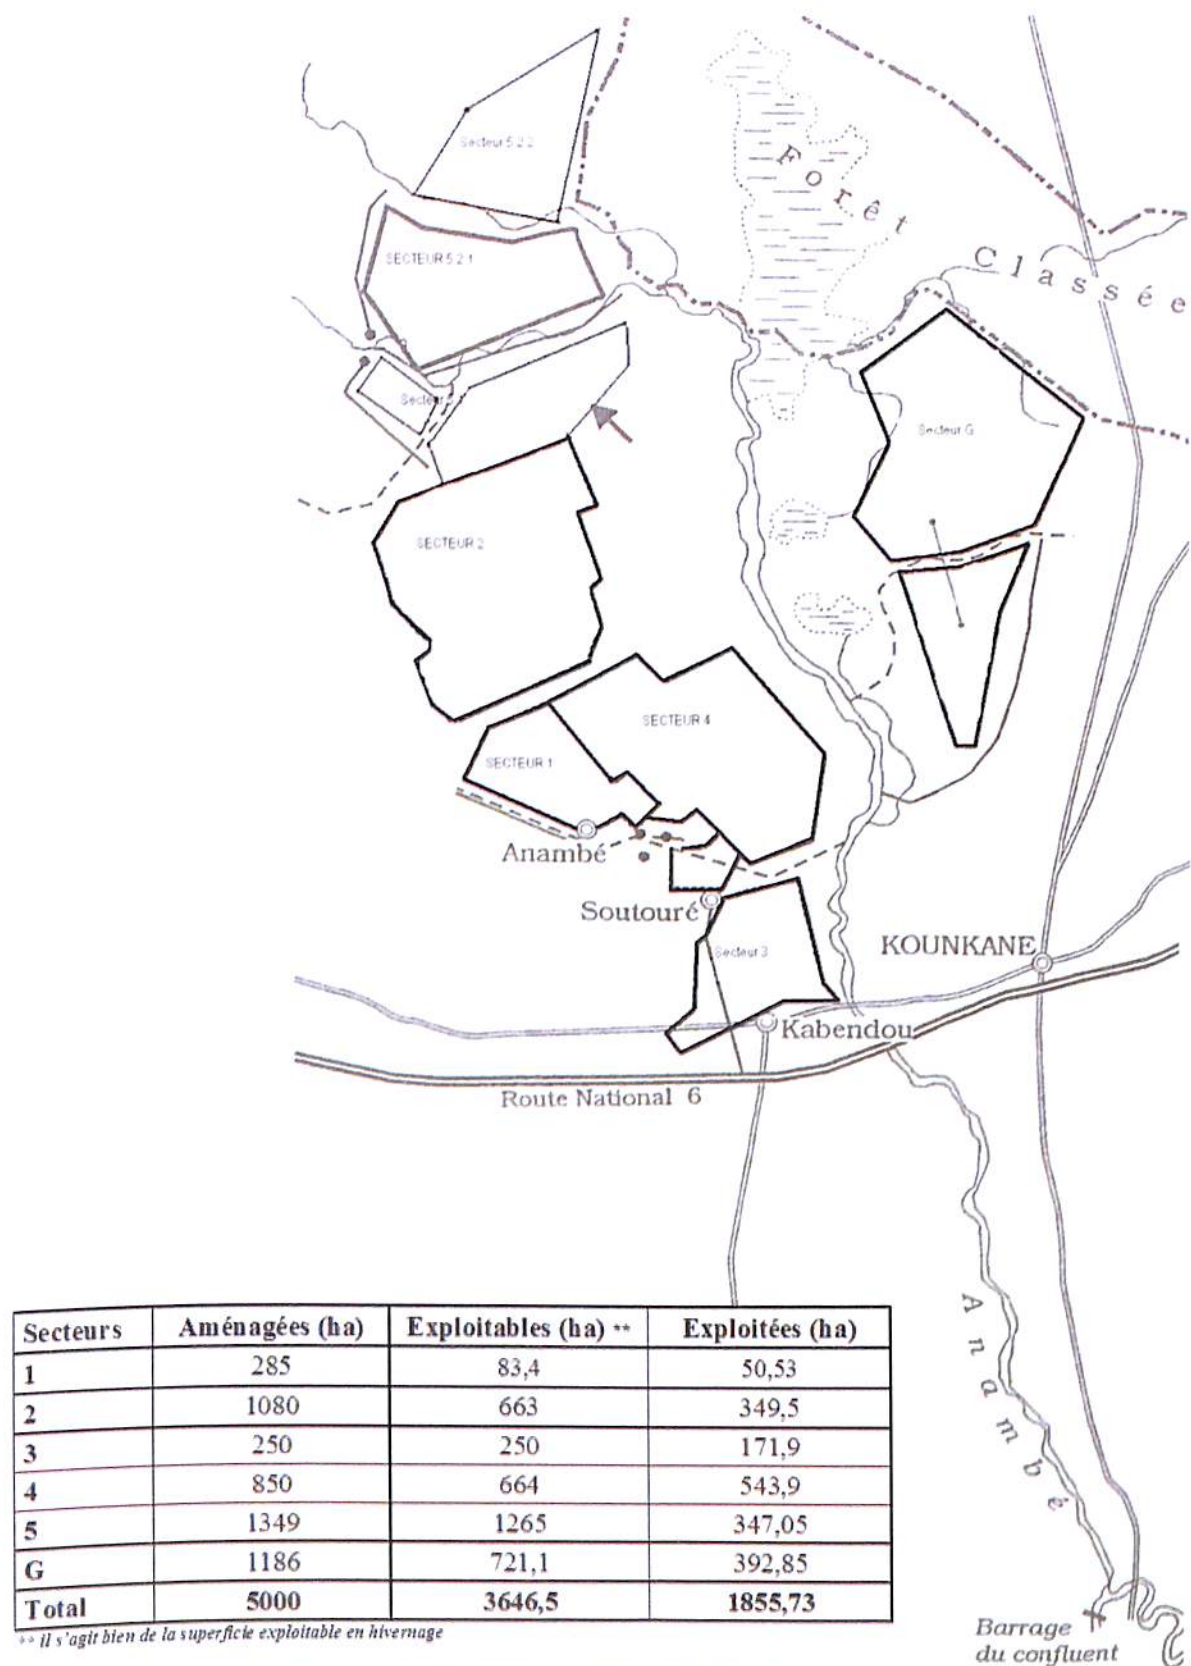 Secteur 5.2.2
Forêt
Classée
SECTEUR 5.2.1
Secteur
Secteur G
SECTEUR 2
SECTEUR 4
SECTEUR 1
Anambé
Soutouré
Secteur 3
KOUNKANE
Kabendou
Route National 6
Anambé
Secteurs Aménagées (ha) Exploitables (ha) ** Exploitées (ha)
1 285 83,4 50,53
2 1080 663 349,5
3 250 250 171,9
4 850 664 543,9
5 1349 1265 347,05
G 1186 721,1 392,85
Total 5000 3646,5 1855,73
** il s'agit bien de la superficie exploitable en hivernage
Barrage
du confluent